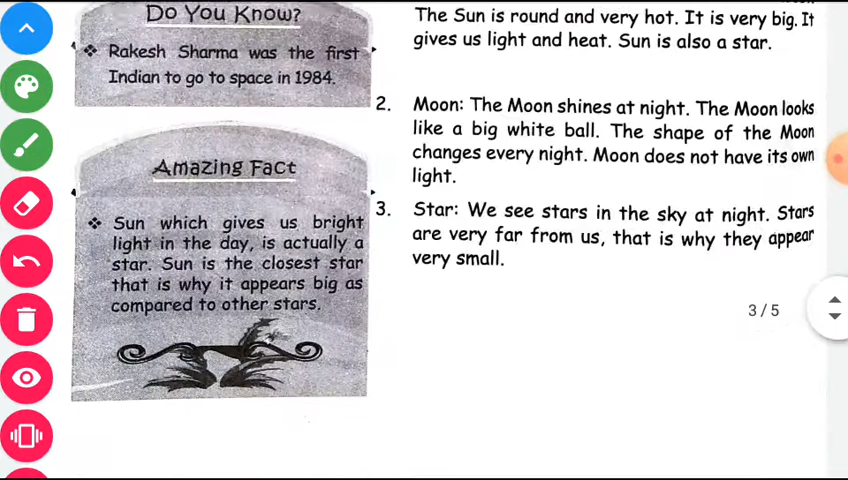 Do You Know?
❖ Rakesh Sharma was the first
Indian to go to space in 1984.
Amazing Fact
❖ Sun which gives us bright
light in the day, is actually a
star. Sun is the closest star
that is why it appears big as
compared to other stars.
The Sun is round and very hot. It is very big. It
gives us light and heat. Sun is also a star.
2. Moon: The Moon shines at night. The Moon looks
like a big white ball. The shape of the Moon
changes every night. Moon does not have its own
light.
3. Star: We see stars in the sky at night. Stars
are very far from us, that is why they appear
very small.
3 / 5